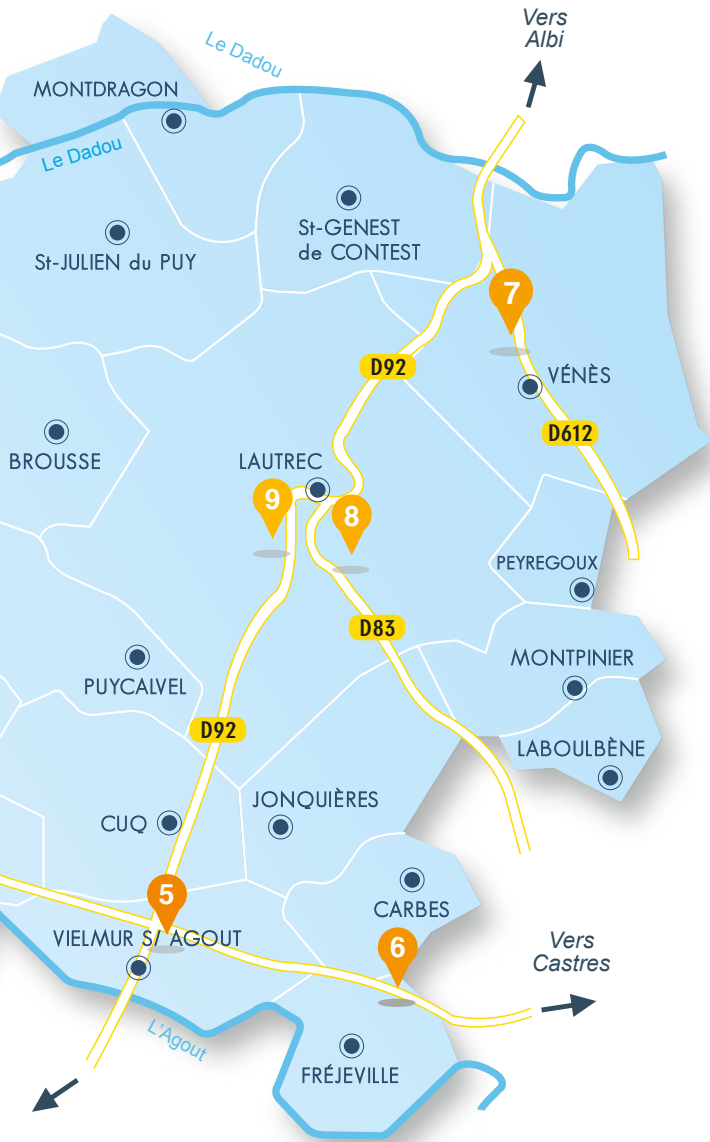 Vers
Albi
Le Dadou
MONTDRAGON
Le Dadou
St-GENEST
de CONTEST
St-JULIEN du PUY
7
D92
VÉNÈS
D612
LAUTREC
BROUSSE
9
8
PEYREGOUX
D83
MONTPINIER
PUYCALVEL
D92
LABOULBÈNE
JONQUIÈRES
CUQ
5
CARBES
VIELMUR S/ AGOUT
6
Vers
Castres
L'Agout
FRÉJEVILLE